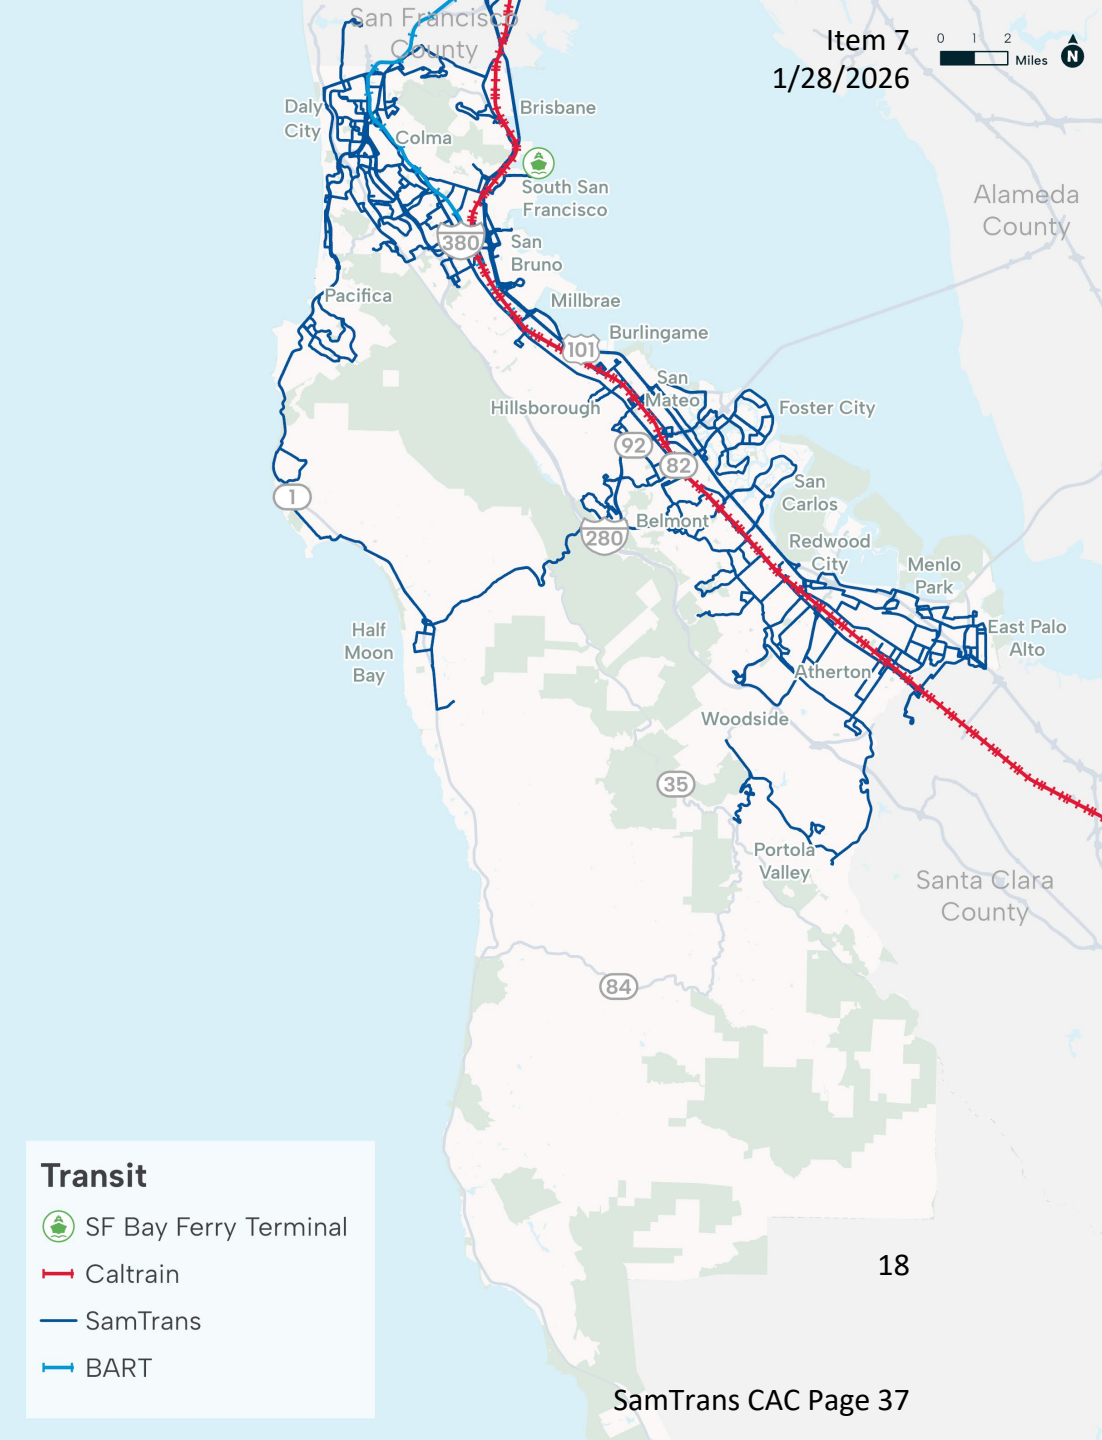 San Francisco
County
Item 7
1/28/2026
0 1 2
Miles
N
Daly
City
Brisbane
Colma
South San
Francisco
Alameda
County
380
San
Bruno
Pacifica
Millbrae
Burlingame
101
San
Mateo
Hillsborough
Foster City
92
82
1
San
Carlos
Belmont
280
Redwood
City
Menlo
Park
Half
Moon
Bay
East Palo
Alto
Atherton
Woodside
35
Portola
Valley
Santa Clara
County
84
Transit
SF Bay Ferry Terminal
Caltrain
SamTrans
BART
18
SamTrans CAC Page 37